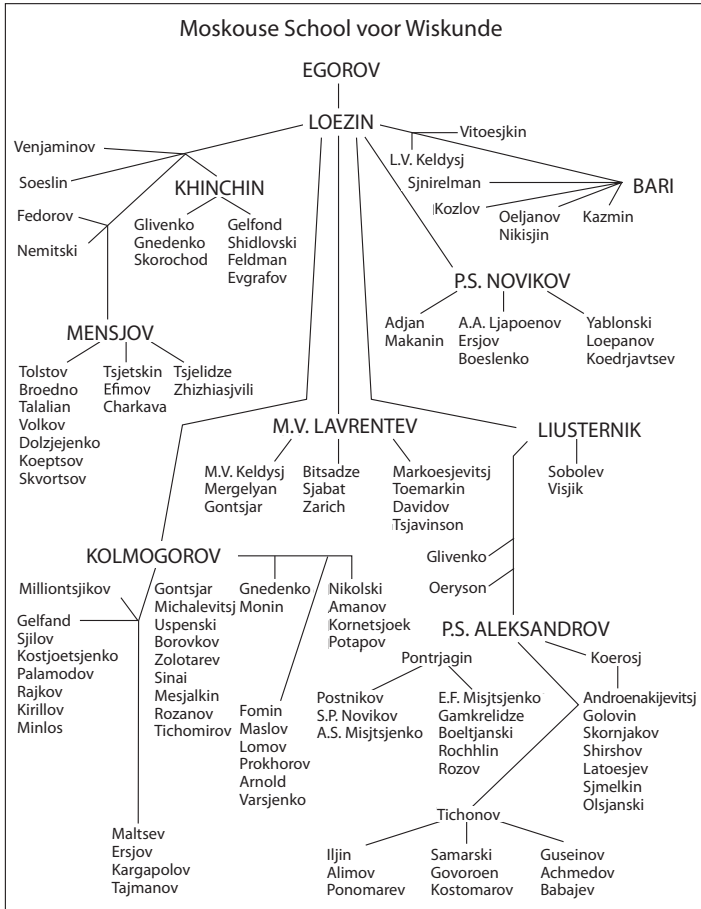 Moskouse School voor Wiskunde
EGOROV
LOEZIN
Venjaminov
Soeslin
Fedorov
Nemitski
KHINCHIN
Glivenko
Gnedenko
Skorochod
Gelfond
Shidlovski
Feldman
Evgrafov
Vitoesjkin
L.V. Keldysj
Sjnirelman
Kozlov
Oeljanov
Nikisjin
Kazmin
BARI
P.S. NOVIKOV
Adjan
Makanin
A.A. Ljapoenov
Ersjov
Boeslenko
Yablonski
Loepanov
Koedrjavtsev
MENSJOV
Tolstov
Broedno
Talalian
Volkov
Dolzjejenko
Koeptsov
Skvortsov
Tsjetskin
Efimov
Charkava
Tsjelidze
Zhizhiasjvili
M.V. LAVRENTEV
M.V. Keldysj
Mergelyan
Gontsjar
Bitsadze
Sjabat
Zarich
Markoesjevitsj
Toemarkin
Davidov
Tsjavinson
LIUSTERNIK
Sobolev
Visjik
Glivenko
Oeryson
KOLMOGOROV
Milliontsjikov
Gelfand
Sjilov
Kostjoetsjenko
Palamodov
Rajkov
Kirillov
Minlos
Gontsjar
Michalevitsj
Uspenski
Borovkov
Zolotarev
Sinai
Mesjalkin
Rozanov
Tichomirov
Gnedenko
Monin
Nikolski
Amanov
Kornetsjoek
Potapov
Fomin
Maslov
Lomov
Prokhorov
Arnold
Varsjenko
Maltsev
Ersjov
Kargapolov
Tajmanov
P.S. ALEKSANDROV
Pontrjagin
Postnikov
S.P. Novikov
A.S. Misjtsjenko
E.F. Misjtsjenko
Gamkrelidze
Boeltjanski
Rochhlin
Rozov
Koerosj
Androenakijevitsj
Golovin
Skornjakov
Shirshov
Latoesjev
Sjmelkin
Olsjanski
Tichonov
Iljin
Alimov
Ponomarev
Samarski
Govoroen
Kostomarov
Guseinov
Achmedov
Babajev